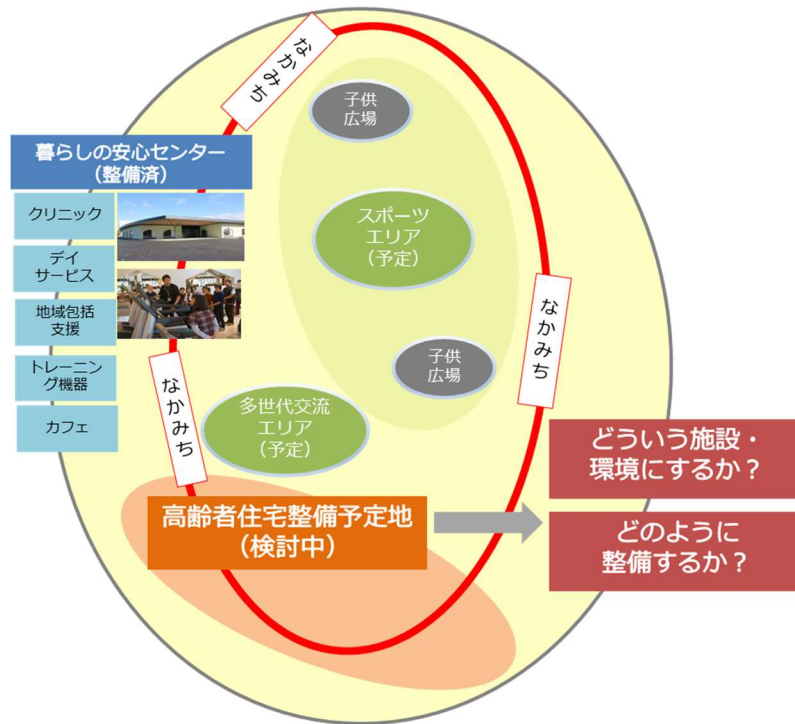 なかみち
子供
広場
暮らしの安心センター
（整備済）
クリニック
デイ
サービス
地域包括
支援
トレーニン
グ機器
カフェ
スポーツ
エリア
（予定）
なかみち
子供
広場
なかみち
多世代交流
エリア
（予定）
高齢者住宅整備予定地
（検討中）
どういう施設・
環境にするか？
どのように
整備するか？